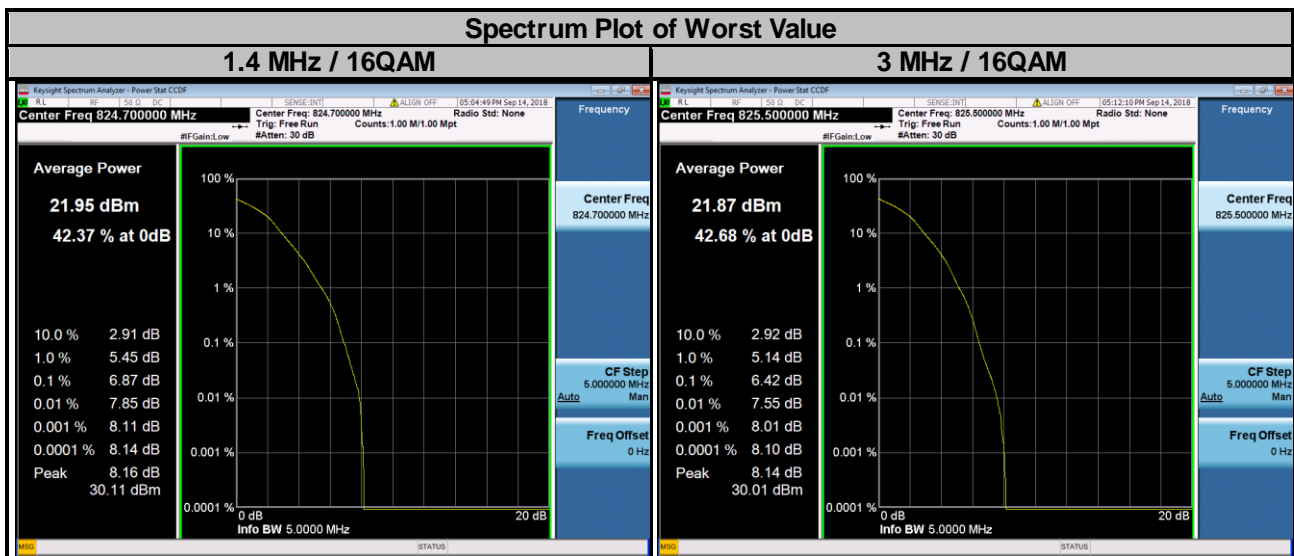 Spectrum Plot of Worst Value
1.4 MHz / 16QAM
3 MHz / 16QAM
Keysight Spectrum Analyzer - Power Stat CCDF
RL RF 50 Ω DC SENSE:INT ALIGN OFF 05:04:49 PM Sep 14, 2018
Center Freq 824.700000 MHz
Center Freq: 824.700000 MHz Radio Std: None
Trig: Free Run Counts:1.00 M/1.00 Mpt
#IFGain:Low #Atten: 30 dB
Average Power
21.95 dBm
42.37 % at 0dB
10.0 % 2.91 dB
1.0 % 5.45 dB
0.1 % 6.87 dB
0.01 % 7.85 dB
0.001 % 8.11 dB
0.0001 % 8.14 dB
Peak 8.16 dB
30.11 dBm
100 %
10 %
1 %
0.1 %
0.01 %
0.001 %
0.0001 %
0 dB 20 dB
Info BW 5.0000 MHz
Frequency
Center Freq
824.700000 MHz
CF Step
5.000000 MHz
Auto Man
Freq Offset
0 Hz
MSG STATUS
Keysight Spectrum Analyzer - Power Stat CCDF
RL RF 50 Ω DC SENSE:INT ALIGN OFF 05:12:10 PM Sep 14, 2018
Center Freq 825.500000 MHz
Center Freq: 825.500000 MHz Radio Std: None
Trig: Free Run Counts:1.00 M/1.00 Mpt
#IFGain:Low #Atten: 30 dB
Average Power
21.87 dBm
42.68 % at 0dB
10.0 % 2.92 dB
1.0 % 5.14 dB
0.1 % 6.42 dB
0.01 % 7.55 dB
0.001 % 8.01 dB
0.0001 % 8.10 dB
Peak 8.14 dB
30.01 dBm
100 %
10 %
1 %
0.1 %
0.01 %
0.001 %
0.0001 %
0 dB 20 dB
Info BW 5.0000 MHz
Frequency
Center Freq
825.500000 MHz
CF Step
5.000000 MHz
Auto Man
Freq Offset
0 Hz
MSG STATUS